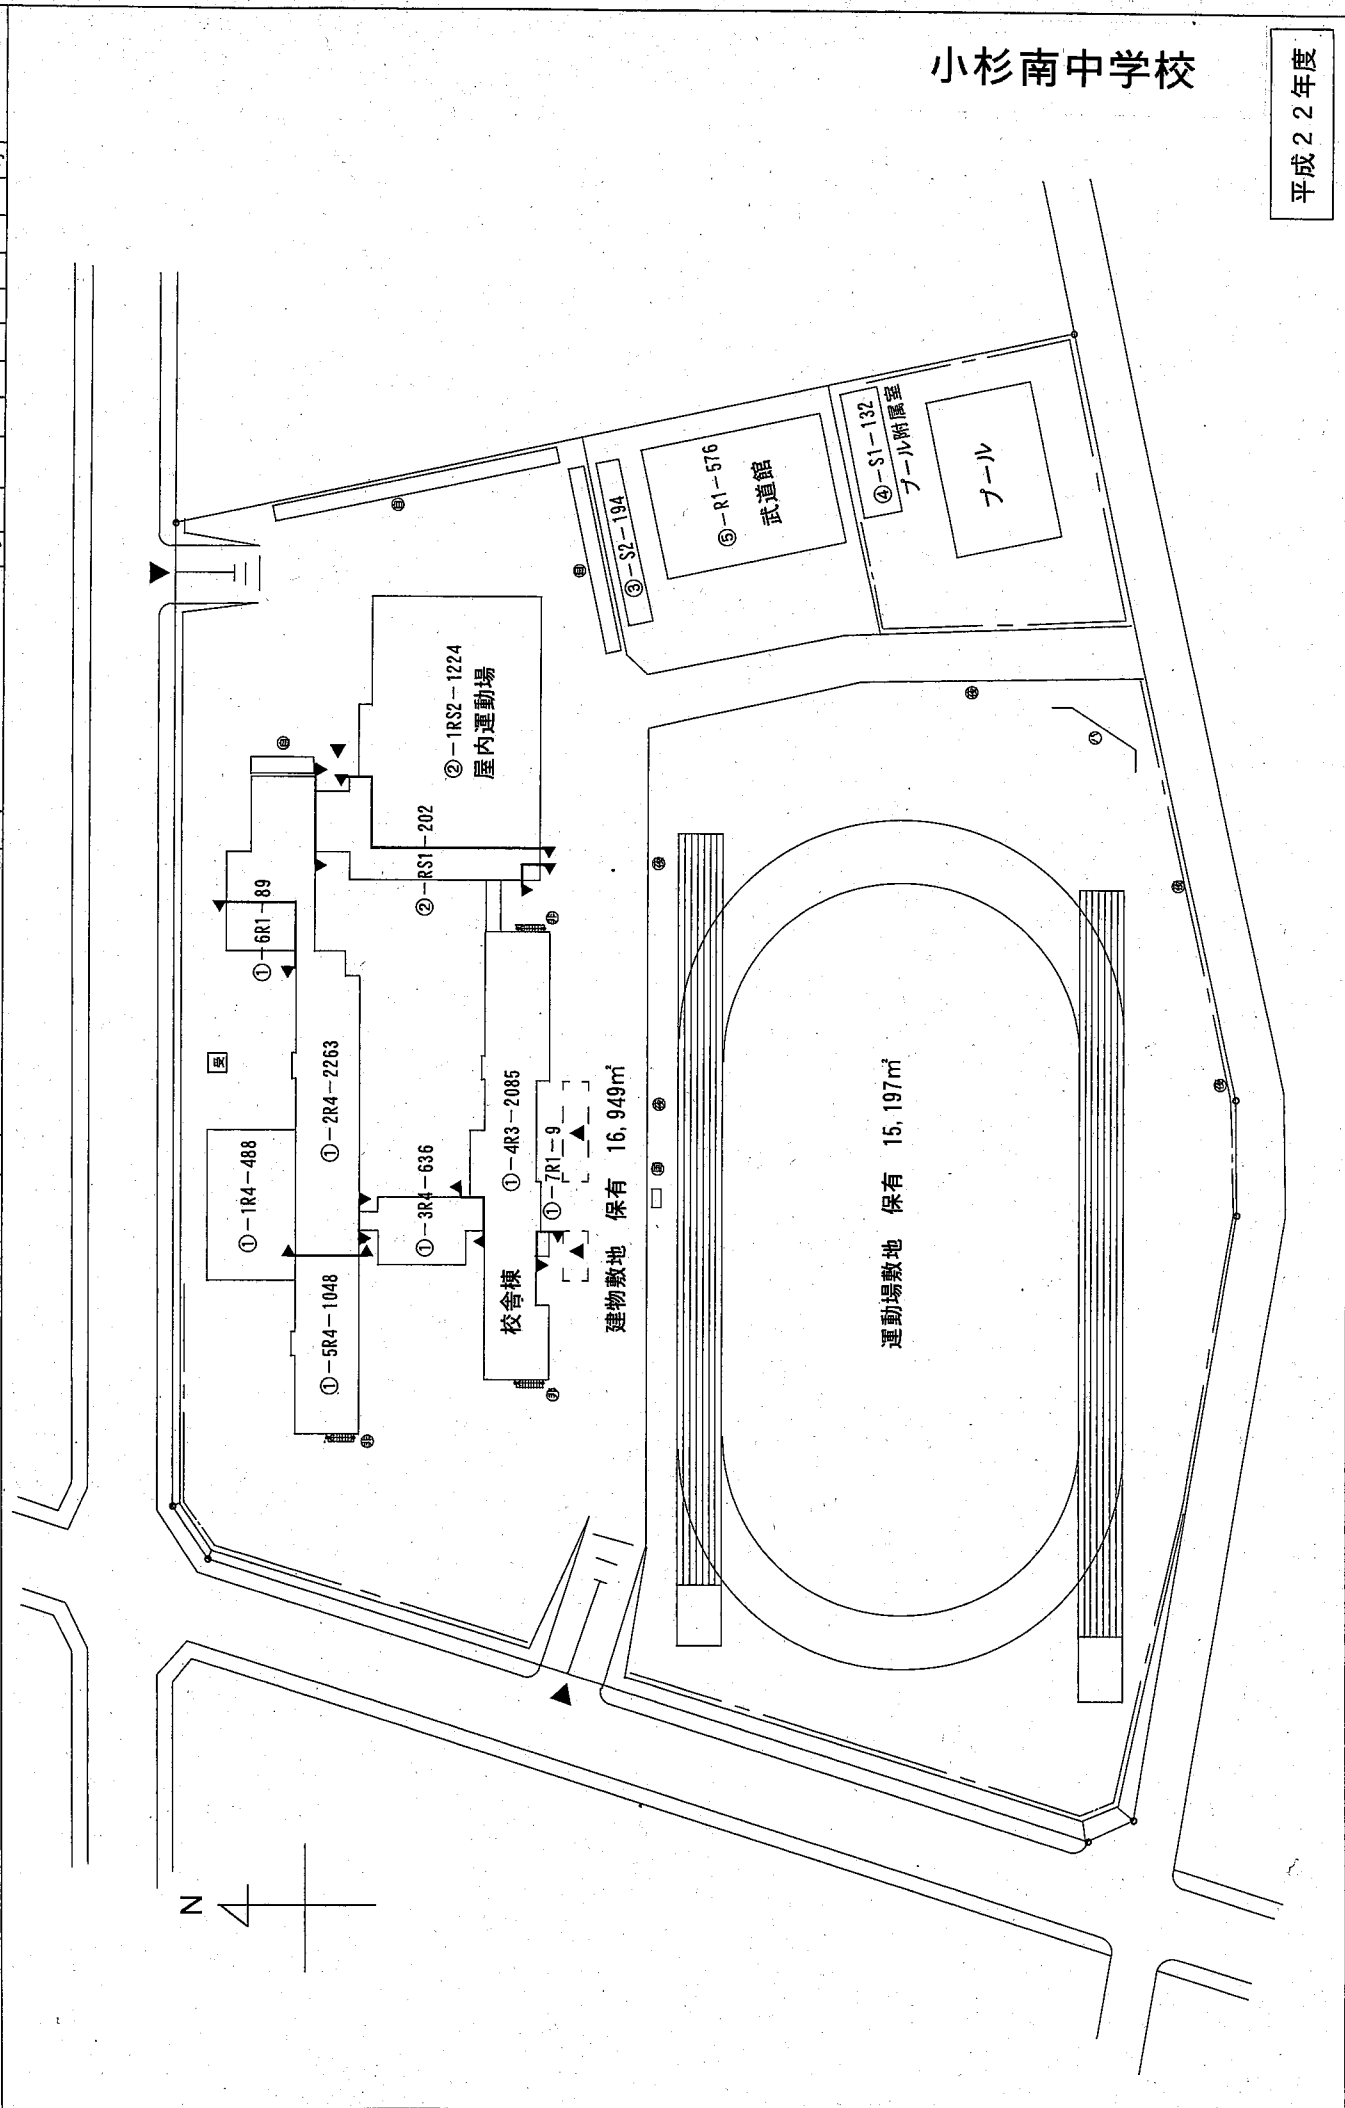 小杉南中学校
平成22年度
④-S1-132
プール附属室
プール
⑤-R1-576
武道館
③-S2-194
②-1RS2-1224
屋内運動場
②-RS1-202
①-6R1-89
受
①-2R4-2263
①-1R4-488
①-3R4-636
①-4R3-2085
①-7R1-9
①-5R4-1048
校舎棟
建物敷地 保有 16,949㎡
運動場敷地 保有 15,197㎡
N